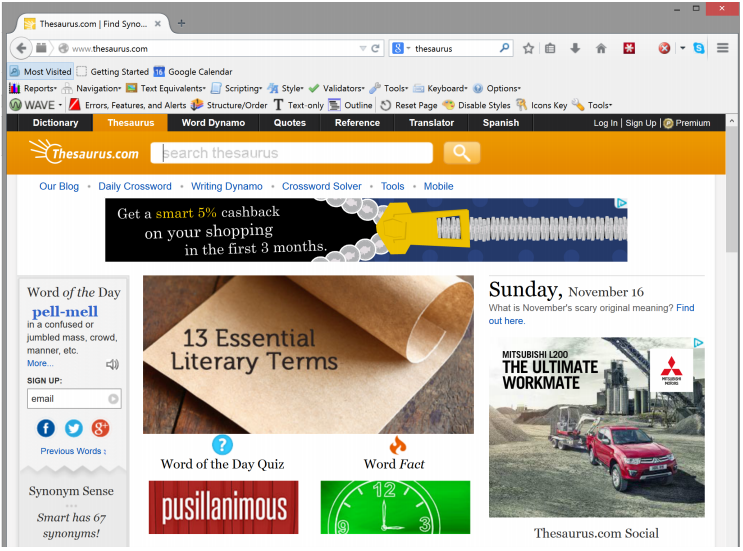 Thesaurus.com | Find Syno...
www.thesaurus.com
thesaurus
Most Visited Getting Started 16 Google Calendar
Reports Navigation Text Equivalents Scripting Style Validators Tools Keyboard Options
WAVE Errors, Features, and Alerts Structure/Order Text-only Outline Reset Page Disable Styles Icons Key Tools
Dictionary Thesaurus Word Dynamo Quotes Reference Translator Spanish Log In | Sign Up | Premium
Thesaurus.com search thesaurus
Our Blog • Daily Crossword • Writing Dynamo • Crossword Solver • Tools • Mobile
Get a smart 5% cashback
on your shopping
in the first 3 months.
Word of the Day
pell-mell
in a confused or
jumbled mass, crowd,
manner, etc.
More...
SIGN UP:
email
Previous Words
Synonym Sense
Smart has 67
synonyms!
13 Essential
Literary Terms
Word of the Day Quiz
pusillanimous
Word Fact
12
9
3
Sunday, November 16
What is November's scary original meaning? Find
out here.
MITSUBISHI L200
THE ULTIMATE
WORKMATE
MITSUBISHI
MOTORS
Thesaurus.com Social